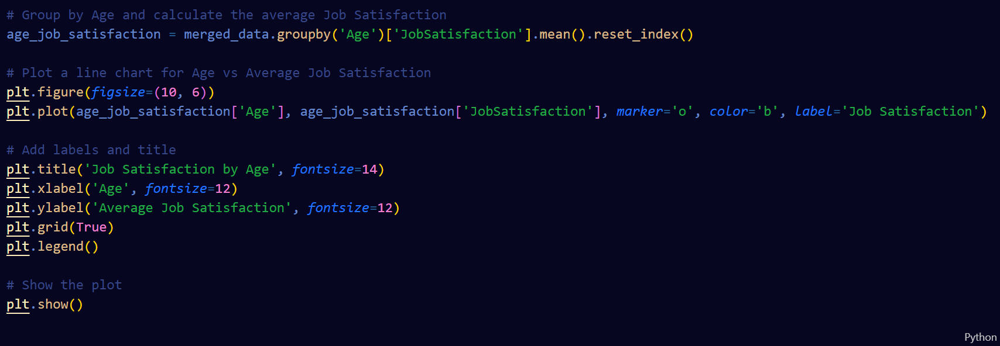 # Group by Age and calculate the average Job Satisfaction
age_job_satisfaction = merged_data.groupby('Age')['JobSatisfaction'].mean().reset_index()
# Plot a line chart for Age vs Average Job Satisfaction
plt.figure(figsize=(10, 6))
plt.plot(age_job_satisfaction['Age'], age_job_satisfaction['JobSatisfaction'], marker='o', color='b', label='Job Satisfaction')
# Add labels and title
plt.title('Job Satisfaction by Age', fontsize=14)
plt.xlabel('Age', fontsize=12)
plt.ylabel('Average Job Satisfaction', fontsize=12)
plt.grid(True)
plt.legend()
# Show the plot
plt.show()
Python